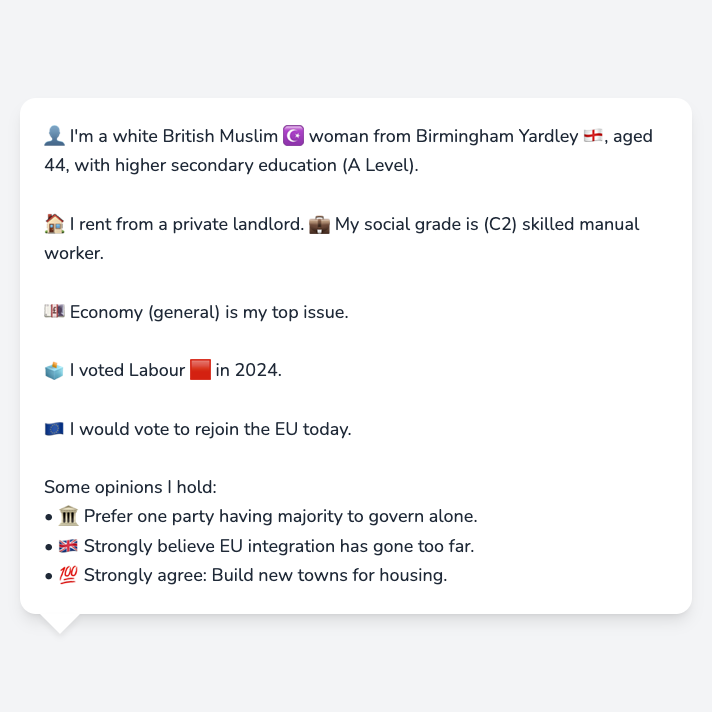 👤 I'm a white British Muslim ☪️ woman from Birmingham Yardley 🏴󠁧󠁢󠁥󠁮󠁧󠁿, aged
44, with higher secondary education (A Level).
🏠 I rent from a private landlord. 💼 My social grade is (C2) skilled manual
worker.
💷 Economy (general) is my top issue.
🗳️ I voted Labour 🟥 in 2024.
🇪🇺 I would vote to rejoin the EU today.
Some opinions I hold:
• 🏛️ Prefer one party having majority to govern alone.
• 🇬🇧 Strongly believe EU integration has gone too far.
• 💯 Strongly agree: Build new towns for housing.